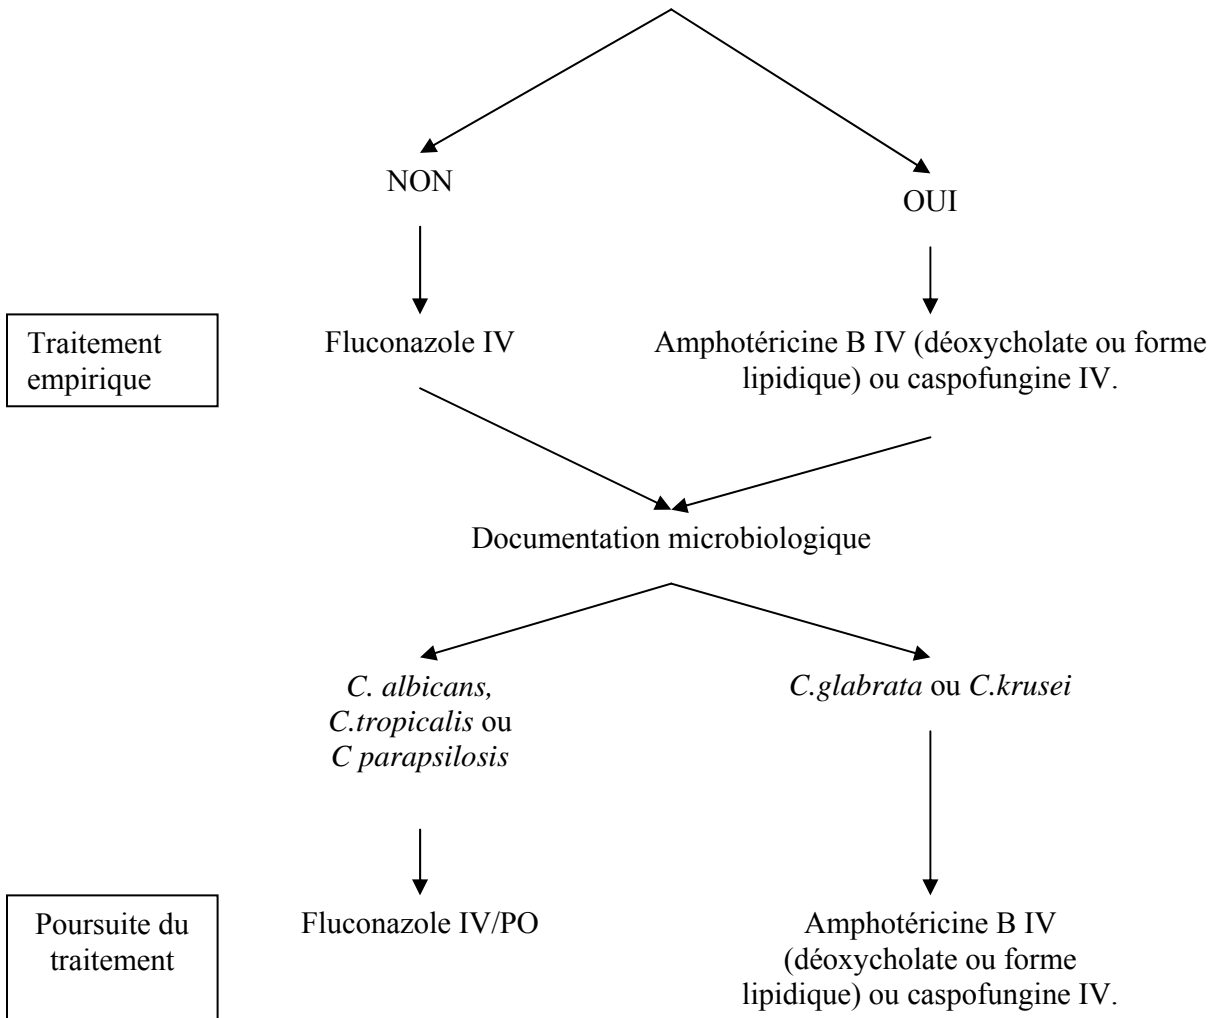 NON
OUI
Traitement
empirique
Fluconazole IV
Amphotéricine B IV (déoxycholate ou forme
lipidique) ou caspofungine IV.
Documentation microbiologique
C. albicans,
C.tropicalis ou
C parapsilosis
C.glabrata ou C.krusei
Poursuite du
traitement
Fluconazole IV/PO
Amphotéricine B IV
(déoxycholate ou forme
lipidique) ou caspofungine IV.